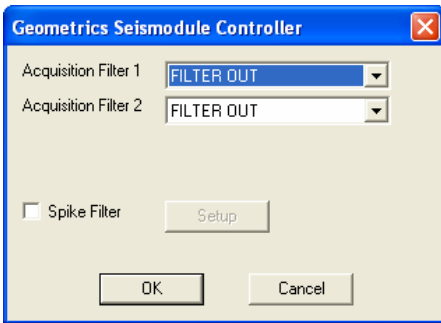 Geometrics Seismodule Controller
Acquisition Filter 1 FILTER OUT
Acquisition Filter 2 FILTER OUT
Spike Filter Setup
OK Cancel